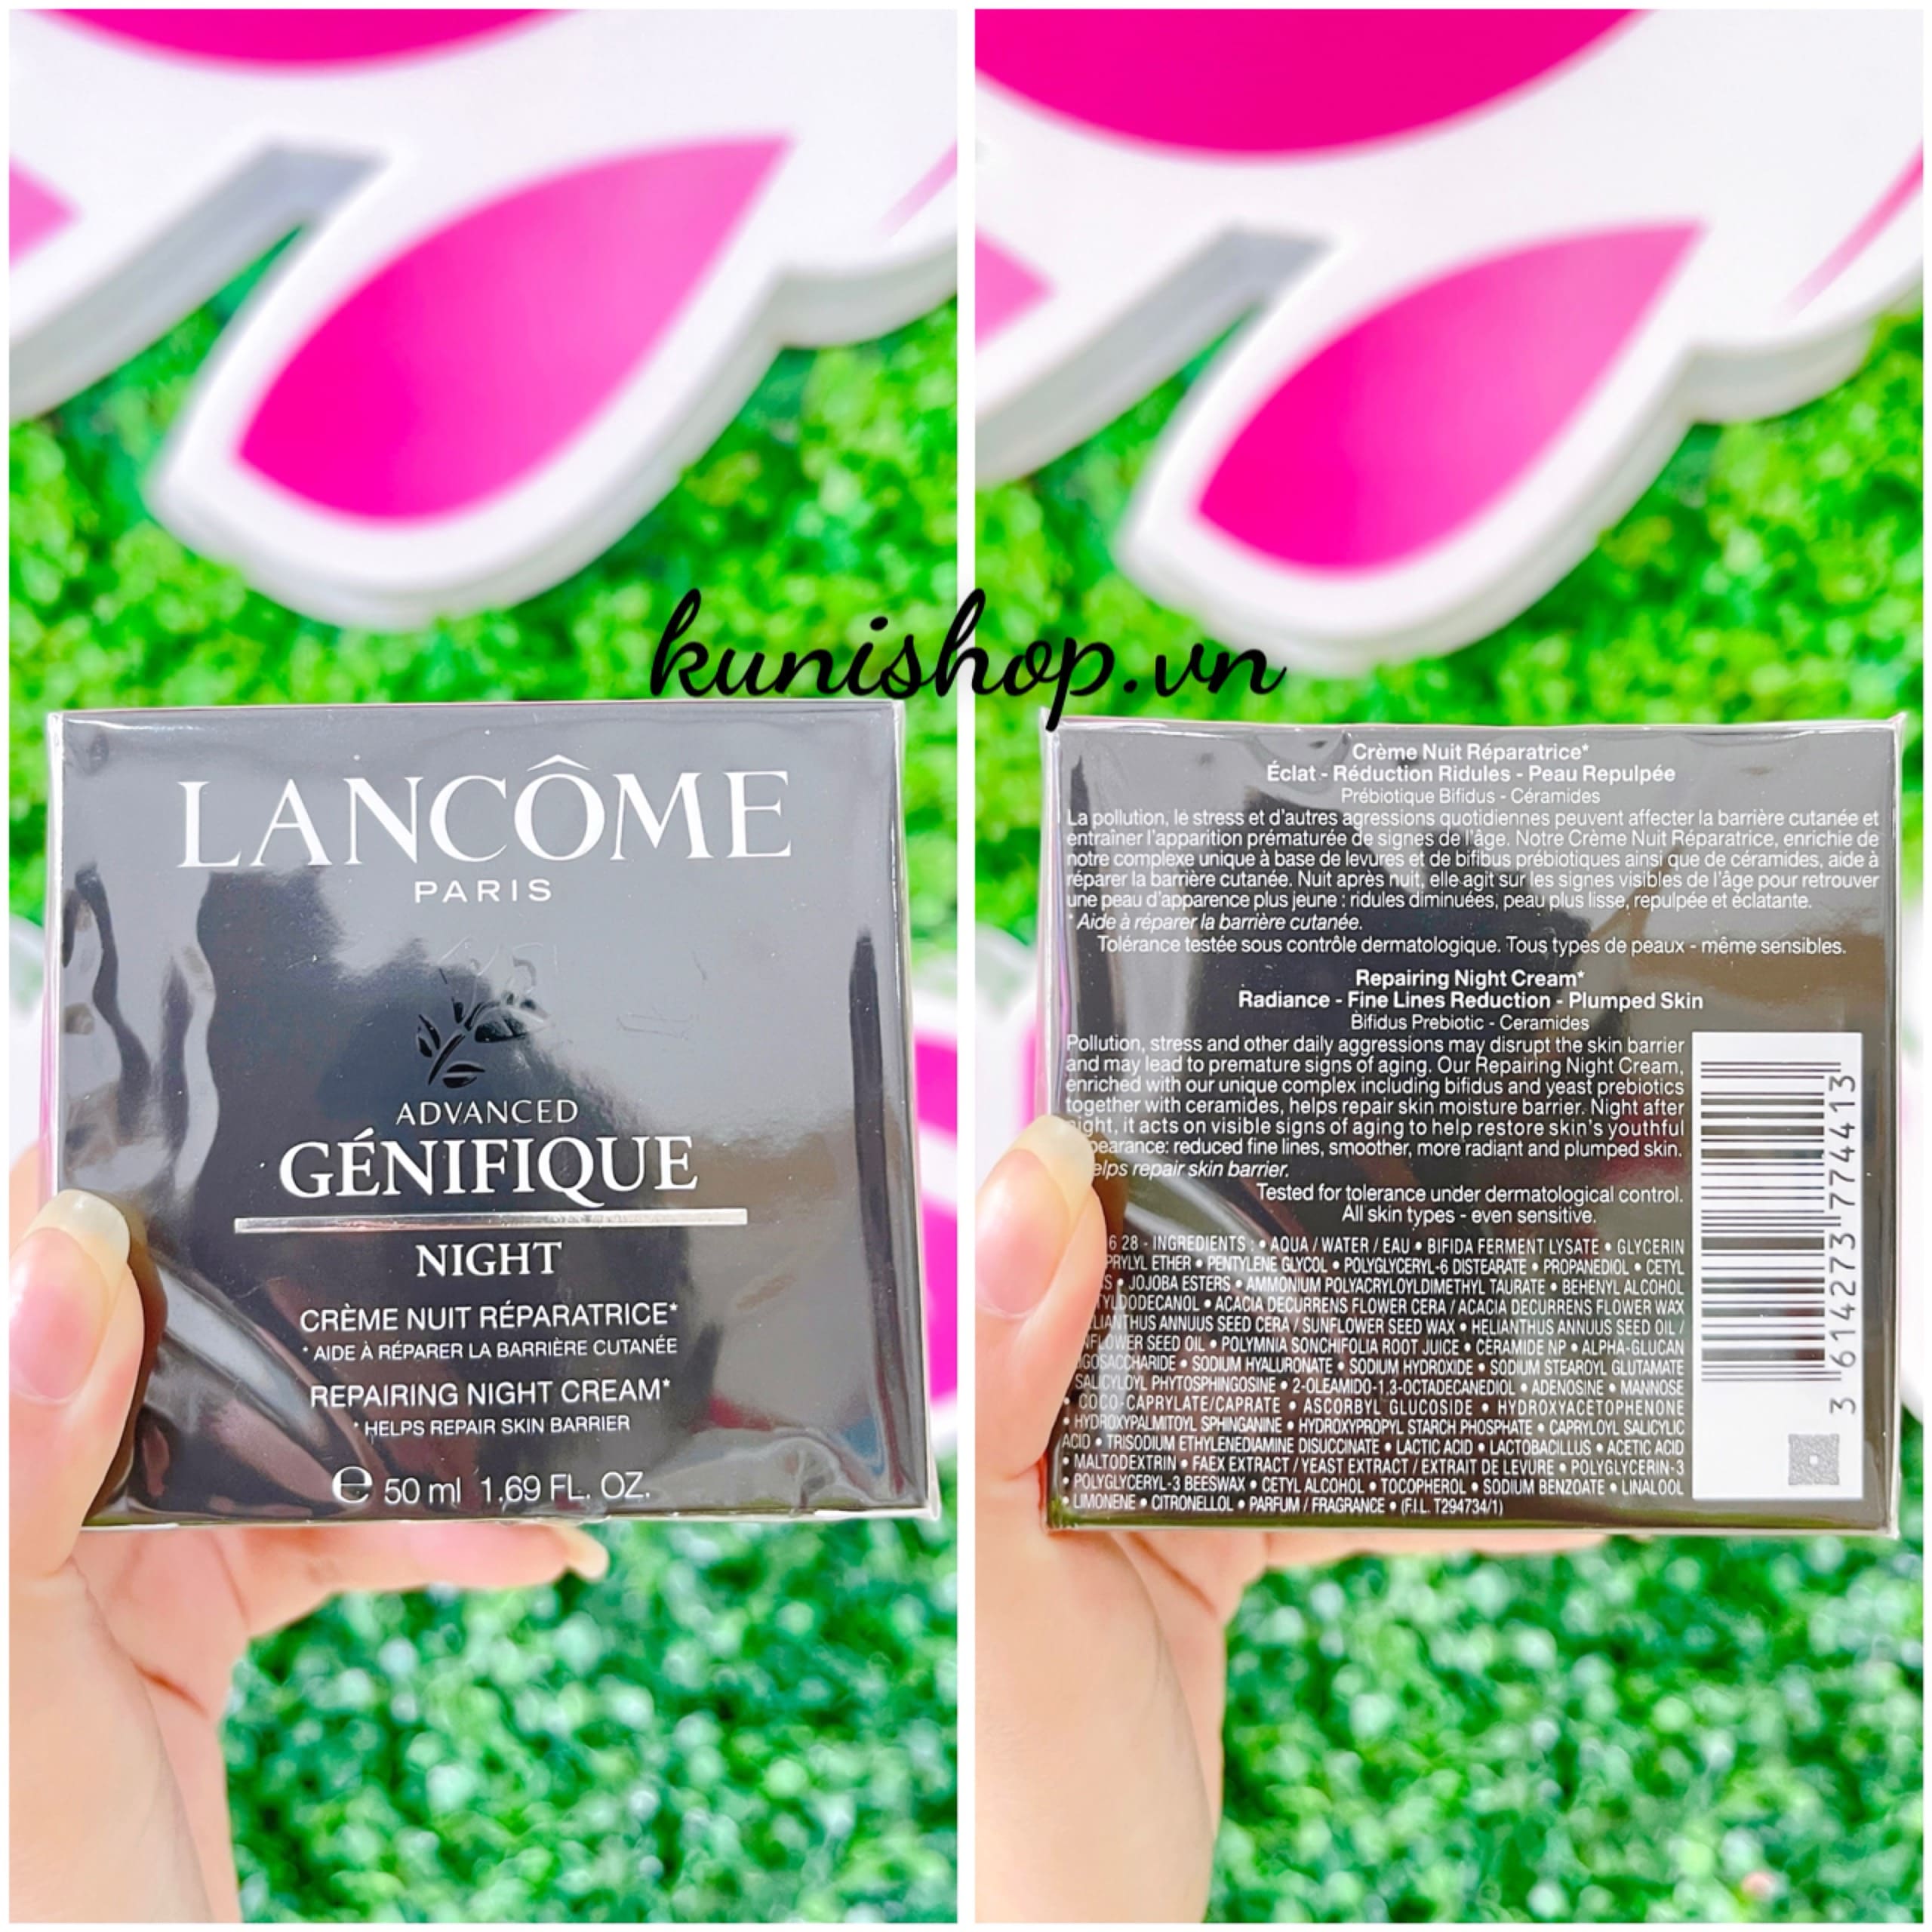 kunishop.vn
LANCÔME
PARIS
ADVANCED
GÉNIFIQUE
NIGHT
CRÈME NUIT RÉPARATRICE*
* AIDE À RÉPARER LA BARRIÈRE CUTANÉE
REPAIRING NIGHT CREAM*
* HELPS REPAIR SKIN BARRIER
e 50 ml 1.69 FL. OZ.
Crème Nuit Réparatrice*
Éclat - Réduction Ridules - Peau Repulpée
Prébiotique Bifidus - Céramides
La pollution, le stress et d'autres agressions quotidiennes peuvent affecter la barrière cutanée et
entraîner l'apparition prématurée de signes de l'âge. Notre Crème Nuit Réparatrice, enrichie de
notre complexe unique à base de levures et de bifibus prébiotiques ainsi que de céramides, aide à
réparer la barrière cutanée. Nuit après nuit, elle agit sur les signes visibles de l'âge pour retrouver
une peau d'apparence plus jeune : ridules diminuées, peau plus lisse, repulpée et éclatante.
* Aide à réparer la barrière cutanée.
Tolérance testée sous contrôle dermatologique. Tous types de peaux - même sensibles.
Repairing Night Cream*
Radiance - Fine Lines Reduction - Plumped Skin
Bifidus Prebiotic - Ceramides
Pollution, stress and other daily aggressions may disrupt the skin barrier
and may lead to premature signs of aging. Our Repairing Night Cream,
enriched with our unique complex including bifidus and yeast prebiotics
together with ceramides, helps repair skin moisture barrier. Night after
night, it acts on visible signs of aging to help restore skin's youthful
pearance: reduced fine lines, smoother, more radiant and plumped skin.
elps repair skin barrier.
Tested for tolerance under dermatological control.
All skin types - even sensitive.
6 28 - INGREDIENTS : • AQUA / WATER / EAU • BIFIDA FERMENT LYSATE • GLYCERIN
PRYLYL ETHER • PENTYLENE GLYCOL • POLYGLYCERYL-6 DISTEARATE • PROPANEDIOL • CETYL
S • JOJOBA ESTERS • AMMONIUM POLYACRYLOYLDIMETHYL TAURATE • BEHENYL ALCOHOL
TYLDODECANOL • ACACIA DECURRENS FLOWER CERA / ACACIA DECURRENS FLOWER WAX
LIANTHUS ANNUUS SEED CERA / SUNFLOWER SEED WAX • HELIANTHUS ANNUUS SEED OIL /
NFLOWER SEED OIL • POLYMNIA SONCHIFOLIA ROOT JUICE • CERAMIDE NP • ALPHA-GLUCAN
IGOSACCHARIDE • SODIUM HYALURONATE • SODIUM HYDROXIDE • SODIUM STEAROYL GLUTAMATE
SALICYLOYL PHYTOSPHINGOSINE • 2-OLEAMIDO-1,3-OCTADECANEDIOL • ADENOSINE • MANNOSE
• COCO-CAPRYLATE/CAPRATE • ASCORBYL GLUCOSIDE • HYDROXYACETOPHENONE
• HYDROXYPALMITOYL SPHINGANINE • HYDROXYPROPYL STARCH PHOSPHATE • CAPRYLOYL SALICYLIC
ACID • TRISODIUM ETHYLENEDIAMINE DISUCCINATE • LACTIC ACID • LACTOBACILLUS • ACETIC ACID
• MALTODEXTRIN • FAEX EXTRACT / YEAST EXTRACT / EXTRAIT DE LEVURE • POLYGLYCERIN-3
• POLYGLYCERYL-3 BEESWAX • CETYL ALCOHOL • TOCOPHEROL • SODIUM BENZOATE • LINALOOL
• LIMONENE • CITRONELLOL • PARFUM / FRAGRANCE • (F.I.L. T294734/1)
3 614273 774413